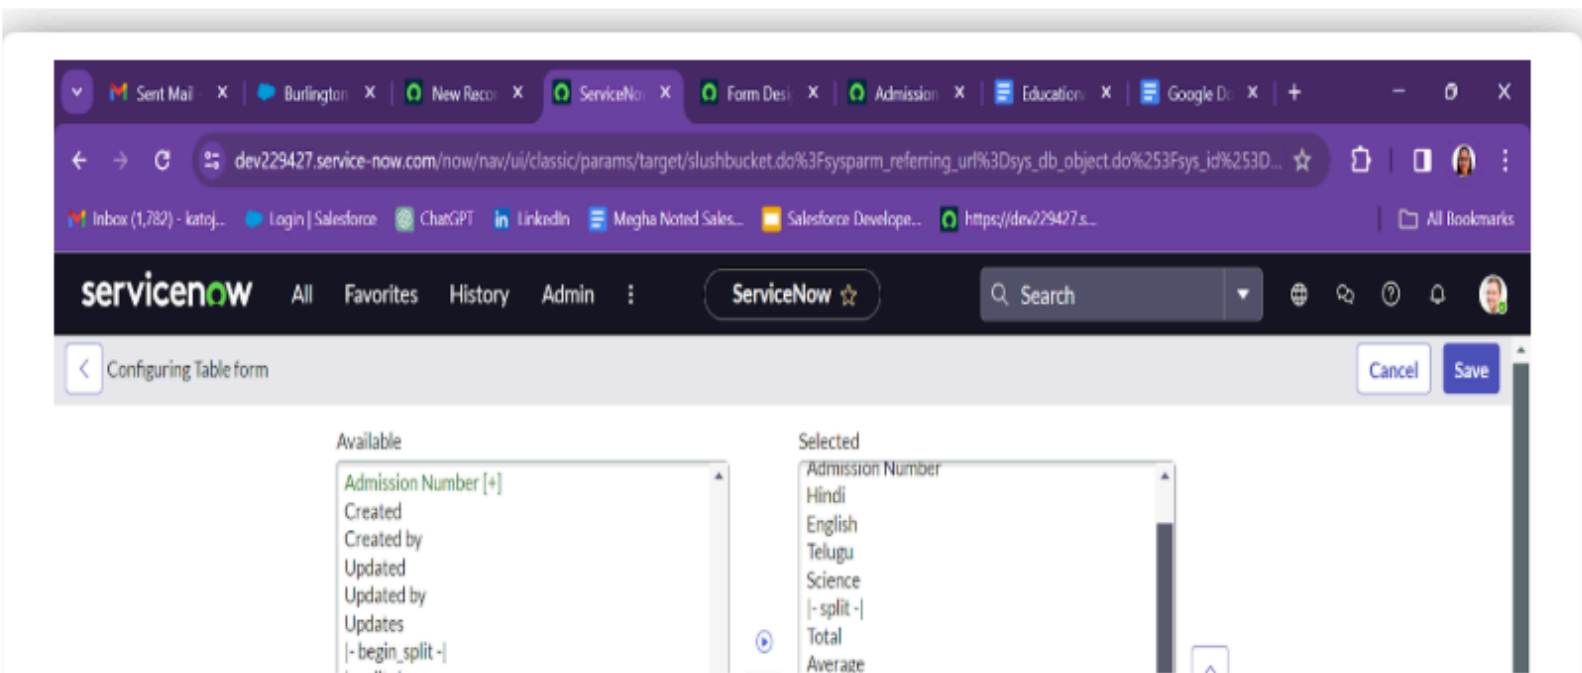 Sent Mail
Burlington
New Reco
ServiceNo
Form Desi
Admission
Education
Google Do
dev229427.service-now.com/now/nav/ui/classic/params/target/slushbucket.do%3Fsysparm_referring_url%3Dsys_db_object.do%253Fsys_id%253D...
Inbox (1,782) - katoj...
Login | Salesforce
ChatGPT
LinkedIn
Megha Noted Sales...
Salesforce Develope...
https://dev229427.s...
All Bookmarks
servicenow
All
Favorites
History
Admin
ServiceNow
Search
Configuring Table form
Cancel
Save
Available
Admission Number [+]
Created
Created by
Updated
Updated by
Updates
|- begin_split -|
Selected
Admission Number
Hindi
English
Telugu
Science
|- split -|
Total
Average